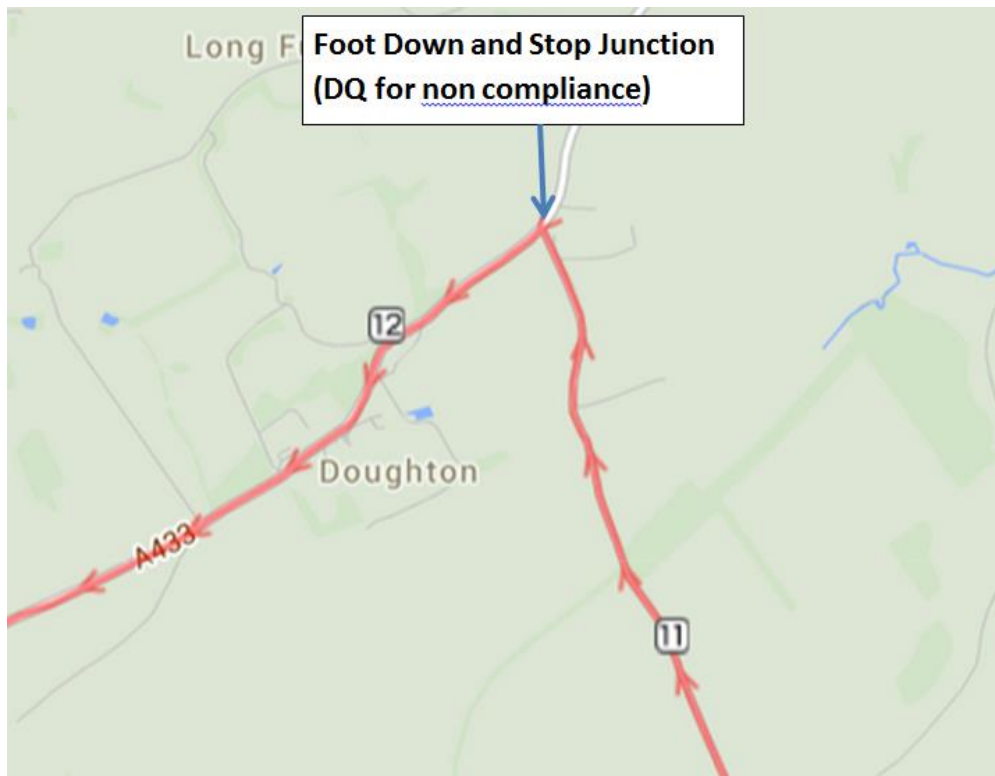 Long F
Foot Down and Stop Junction
(DQ for non compliance)
12
Doughton
A433
11